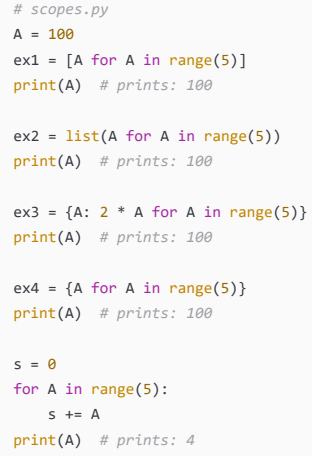 # scopes.py
A = 100
ex1 = [A for A in range(5)]
print(A)  # prints: 100

ex2 = list(A for A in range(5))
print(A)  # prints: 100

ex3 = {A: 2 * A for A in range(5)}
print(A)  # prints: 100

ex4 = {A for A in range(5)}
print(A)  # prints: 100

s = 0
for A in range(5):
    s += A
print(A)  # prints: 4